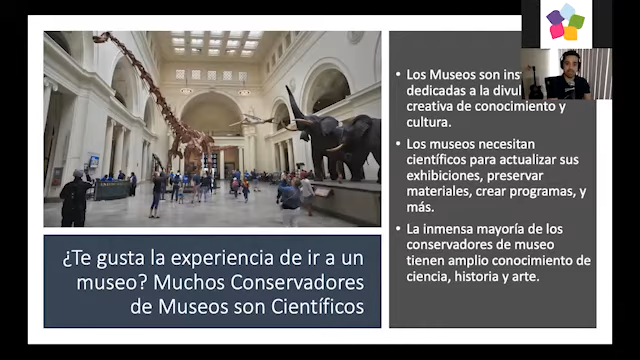 ¿Te gusta la experiencia de ir a un
museo? Muchos Conservadores
de Museos son Científicos
• Los Museos son
dedicadas a la
creativa de conocimiento y
cultura.
• Los museos necesitan
científicos para actualizar sus
exhibiciones, preservar
materiales, crear programas, y
más.
• La inmensa mayoría de los
conservadores de museo
tienen amplio conocimiento de
ciencia, historia y arte.